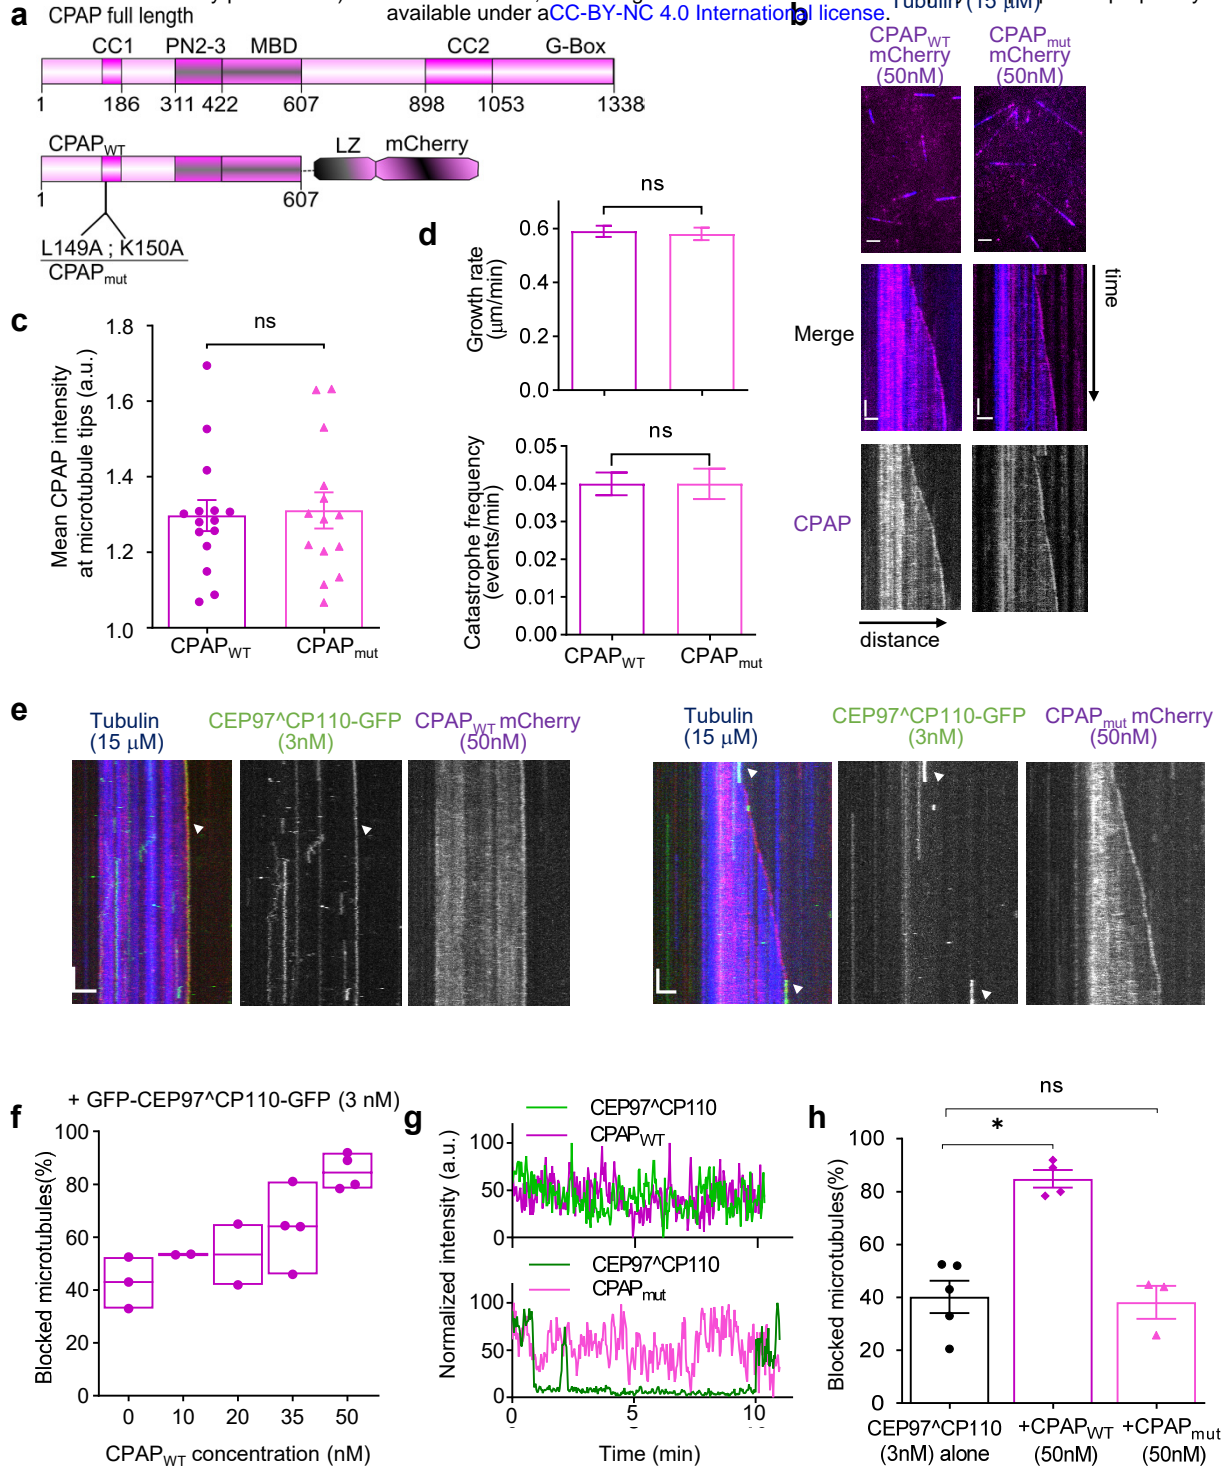 available under aCC-BY-NC 4.0 International license.
a
CPAP full length
CC1 PN2-3 MBD CC2 G-Box
1 186 311 422 607 898 1053 1338
CPAPWT LZ mCherry
1 607
L149A ; K150A
CPAPmut
b
Tubulin (15 µM)
CPAPWT
mCherry
(50nM)
CPAPmut
mCherry
(50nM)
time
Merge
CPAP
distance
c
Mean CPAP intensity
at microtubule tips (a.u.)
1.8
1.6
1.4
1.2
1.0
ns
CPAPWT CPAPmut
d
Growth rate
(µm/min)
0.6
0.4
0.2
0.0
ns
Catastrophe frequency
(events/min)
0.05
0.04
0.03
0.02
0.01
0.00
ns
CPAPWT CPAPmut
e
Tubulin
(15 µM)
CEP97^CP110-GFP
(3nM)
CPAPWT mCherry
(50nM)
Tubulin
(15 µM)
CEP97^CP110-GFP
(3nM)
CPAPmut mCherry
(50nM)
f
+ GFP-CEP97^CP110-GFP (3 nM)
Blocked microtubules(%)
100
80
60
40
20
0
0 10 20 35 50
CPAPWT concentration (nM)
g
CEP97^CP110
CPAPWT
Normalized intensity (a.u.)
100
50
0
CEP97^CP110
CPAPmut
100
50
0
0 5 10
Time (min)
h
ns
*
Blocked microtubules(%)
100
80
60
40
20
0
CEP97^CP110
(3nM) alone
+CPAPWT
(50nM)
+CPAPmut
(50nM)